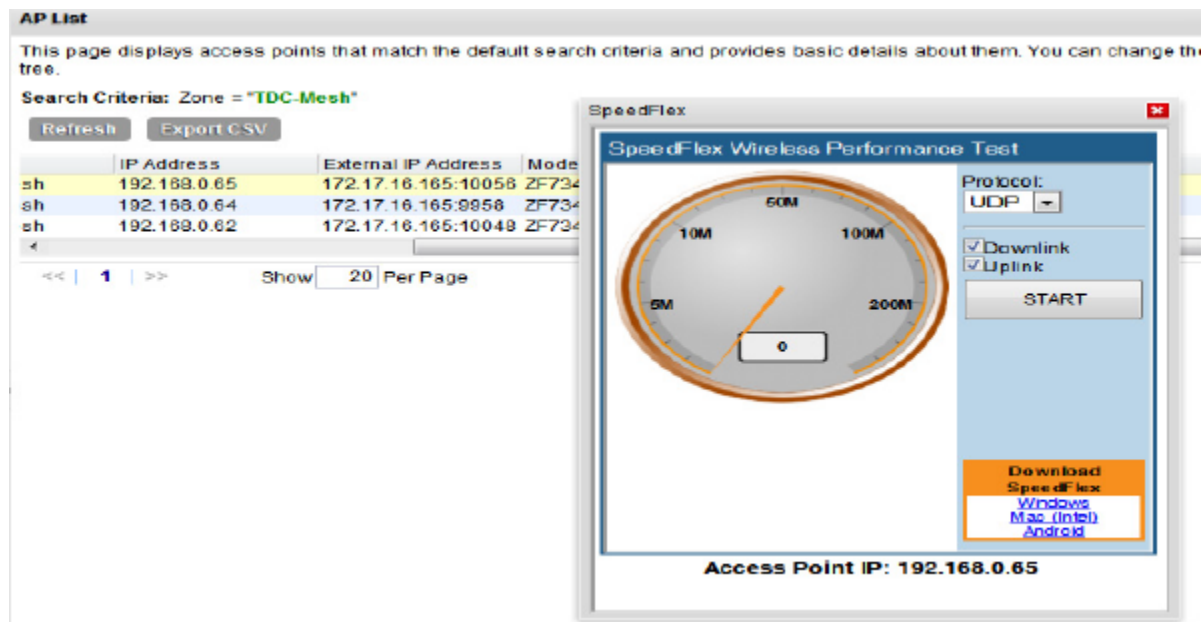 AP List
This page displays access points that match the default search criteria and provides basic details about them. You can change the
tree.
Search Criteria: Zone = "TDC-Mesh"
Refresh Export CSV
IP Address External IP Address Mode
sh 192.168.0.65 172.17.16.165:10056 ZF734
sh 192.168.0.64 172.17.16.165:9958 ZF734
sh 192.168.0.62 172.17.16.165:10048 ZF734
<< | 1 | >> Show 20 Per Page
SpeedFlex
SpeedFlex Wireless Performance Test
50M
10M 100M
5M 200M
0
Protocol:
UDP
Downlink
Uplink
START
Download
SpeedFlex
Windows
Mac (Intel)
Android
Access Point IP: 192.168.0.65